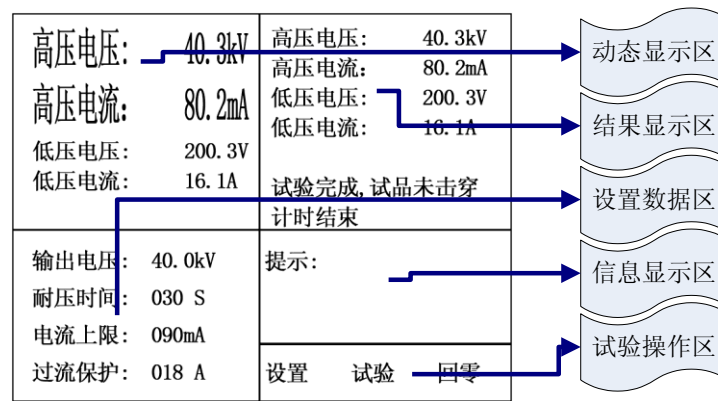 高压电压: 40.3kV
高压电流: 80.2mA
低压电压: 200.3V
低压电流: 16.1A
高压电压: 40.3kV
高压电流: 80.2mA
低压电压: 200.3V
低压电流: 16.1A
试验完成,试品未击穿
计时结束
输出电压: 40.0kV
耐压时间: 030 S
电流上限: 090mA
过流保护: 018 A
提示:
设置 试验 回零
动态显示区
结果显示区
设置数据区
信息显示区
试验操作区